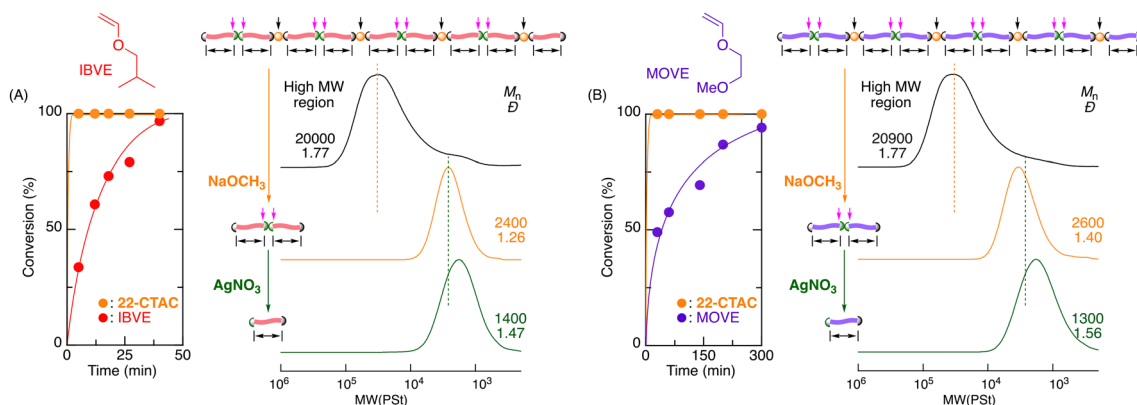 IBVE
(A)
100
50
0
Conversion (%)
0
25
50
Time (min)
: 22-CTAC
: IBVE
High MW
region
Mn
Đ
20000
1.77
NaOCH3
2400
1.26
AgNO3
1400
1.47
10^6
10^5
10^4
10^3
MW(PSt)
O
O
MeO
MOVE
(B)
100
50
0
Conversion (%)
0
150
300
Time (min)
: 22-CTAC
: MOVE
High MW
region
Mn
Đ
20900
1.77
NaOCH3
2600
1.40
AgNO3
1300
1.56
10^6
10^5
10^4
10^3
MW(PSt)
O